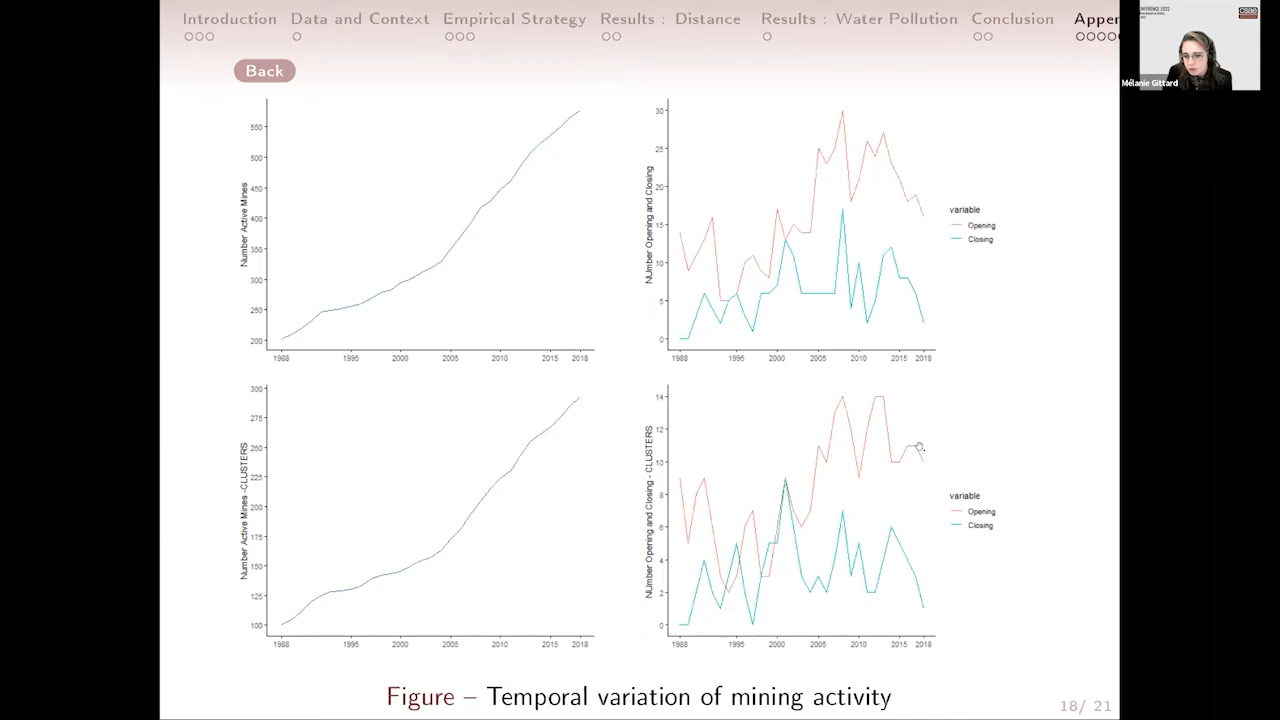 Introduction Data and Context Empirical Strategy Results : Distance Results : Water Pollution Conclusion Appen
Back
CONFERENCE 2022
csae
Mélanie Gittard
Number Active Mines
550
500
450
400
350
300
250
200
1988 1995 2000 2005 2010 2015 2018
NUmber Opening and Closing
30
25
20
15
10
5
0
1988 1995 2000 2005 2010 2015 2018
variable
Opening
Closing
Number Active Mines -CLUSTERS
300
275
250
225
200
175
150
125
100
1988 1995 2000 2005 2010 2015 2018
NUmber Opening and Closing - CLUSTERS
14
12
10
8
6
4
2
0
1988 1995 2000 2005 2010 2015 2018
variable
Opening
Closing
Figure – Temporal variation of mining activity
18/ 21